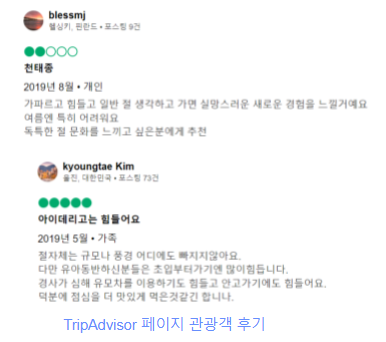 blessmj
헬싱키, 핀란드 • 포스팅 9건
천태종
2019년 8월 • 개인
가파르고 힘들고 일반 절 생각하고 가면 실망스러운 새로운 경험을 느낄거예요
여름엔 특히 어려워요
독특한 절 문화를 느끼고 싶은분에게 추천
kyoungtae Kim
울진, 대한민국 • 포스팅 73건
아이데리고는 힘들어요
2019년 5월 • 가족
절자체는 규모나 풍경 어디에도 빠지지않아요.
다만 유아동반하신분들은 초입부터가기엔 많이힘듭니다.
경사가 심해 유모차를 이용하기도 힘들고 안고가기에도 힘들어요.
덕분에 점심을 더 맛있게 먹은것같긴 합니다.
TripAdvisor 페이지 관광객 후기